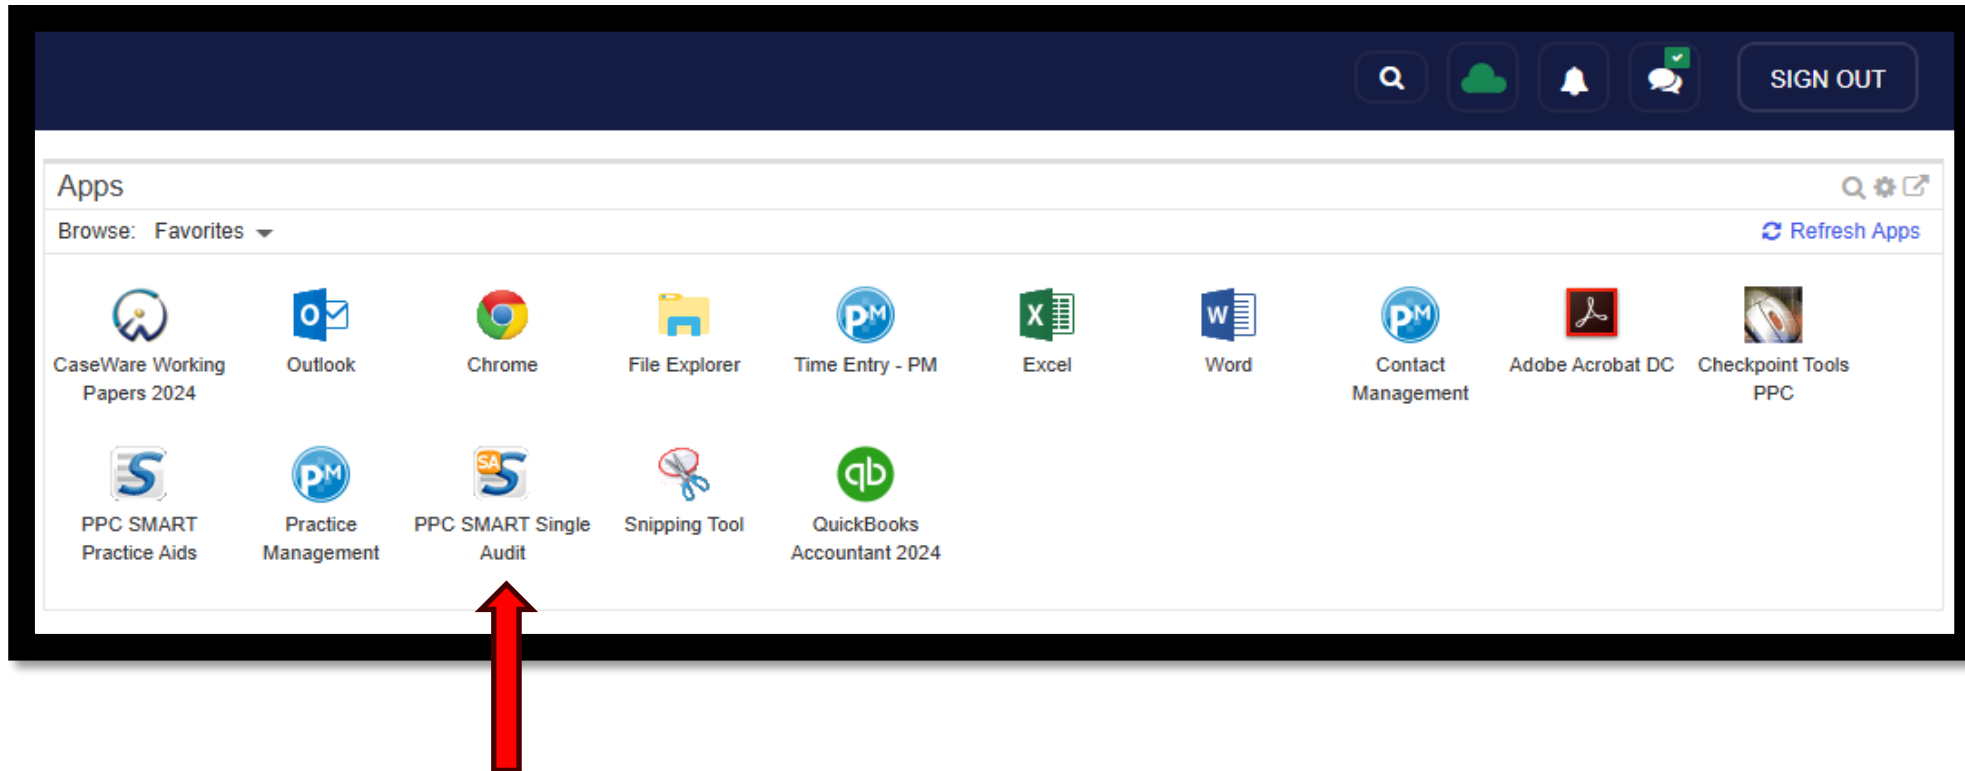 SIGN OUT
Apps
Browse: Favorites
Refresh Apps
CaseWare Working
Papers 2024
Outlook
Chrome
File Explorer
Time Entry - PM
Excel
Word
Contact
Management
Adobe Acrobat DC
Checkpoint Tools
PPC
PPC SMART
Practice Aids
Practice
Management
PPC SMART Single
Audit
Snipping Tool
QuickBooks
Accountant 2024